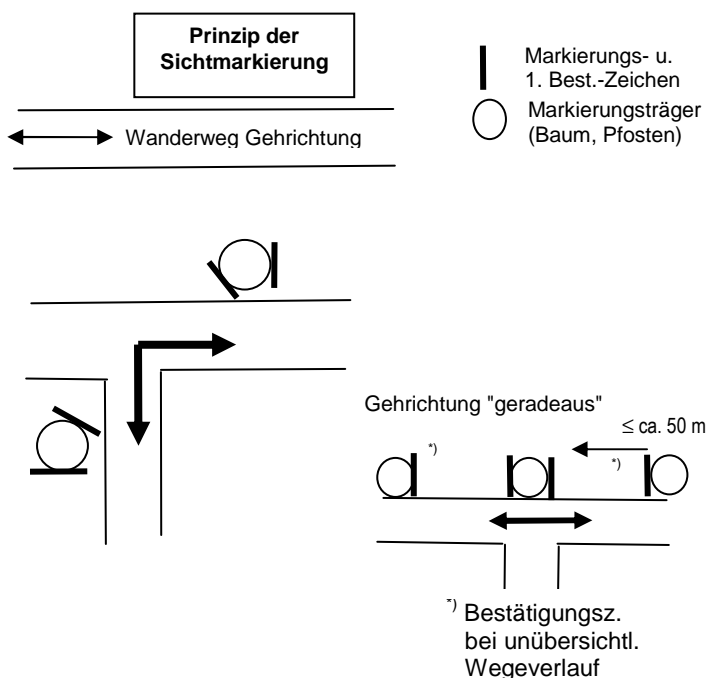 Prinzip der
Sichtmarkierung
Markierungs- u.
1. Best.-Zeichen
Markierungsträger
(Baum, Pfosten)
Wanderweg Gehrichtung
Gehrichtung "geradeaus"
≤ ca. 50 m
*)
*)
*) Bestätigungsz.
bei unübersichtl.
Wegeverlauf